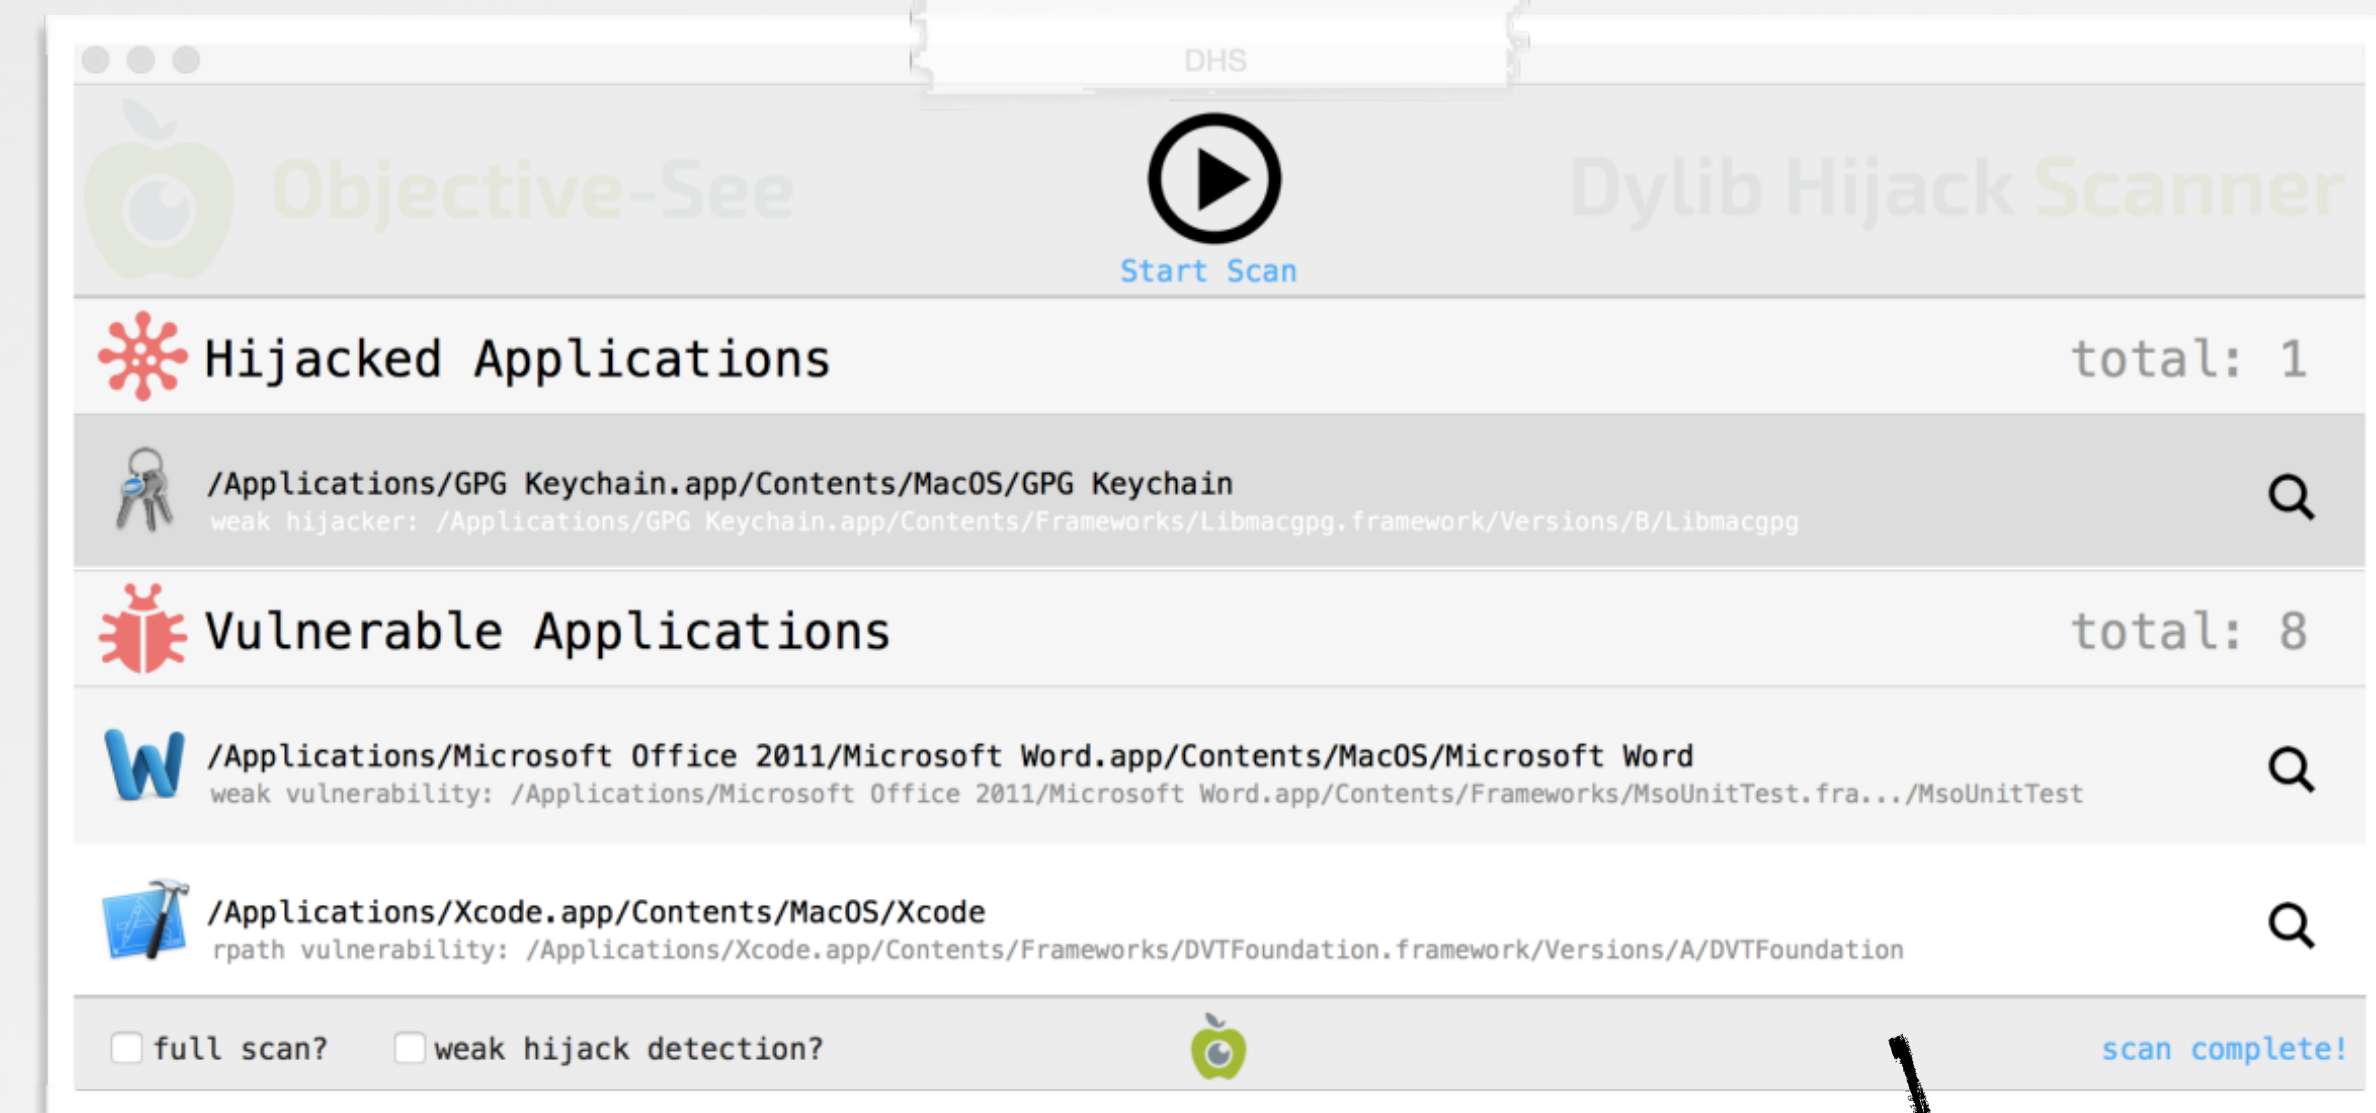 DHS
Objective-See
Dylib Hijack Scanner
Start Scan
Hijacked Applications
total: 1
/Applications/GPG Keychain.app/Contents/MacOS/GPG Keychain
weak hijacker: /Applications/GPG Keychain.app/Contents/Frameworks/Libmacgpg.framework/Versions/B/Libmacgpg
Vulnerable Applications
total: 8
/Applications/Microsoft Office 2011/Microsoft Word.app/Contents/MacOS/Microsoft Word
weak vulnerability: /Applications/Microsoft Office 2011/Microsoft Word.app/Contents/Frameworks/MsoUnitTest.fra.../MsoUnitTest
/Applications/Xcode.app/Contents/MacOS/Xcode
rpath vulnerability: /Applications/Xcode.app/Contents/Frameworks/DVTFoundation.framework/Versions/A/DVTFoundation
full scan?
weak hijack detection?
scan complete!